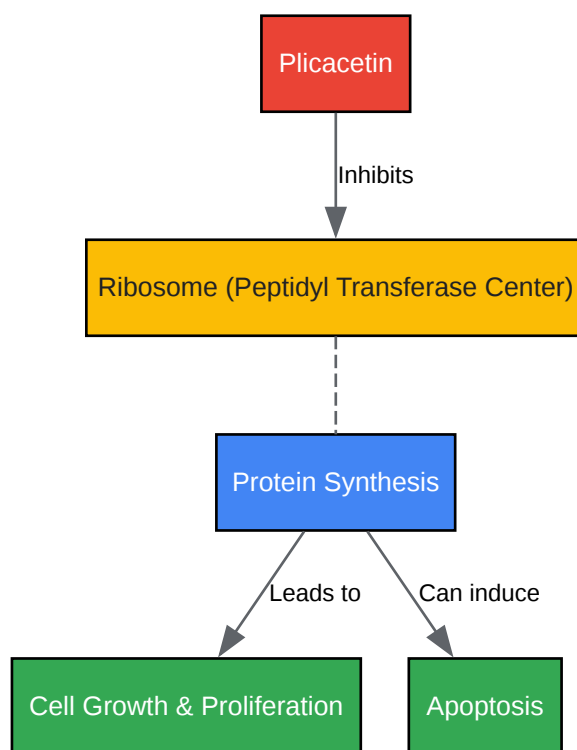 Plicacetin
Inhibits
Ribosome (Peptidyl Transferase Center)
Protein Synthesis
Leads to
Can induce
Cell Growth & Proliferation
Apoptosis